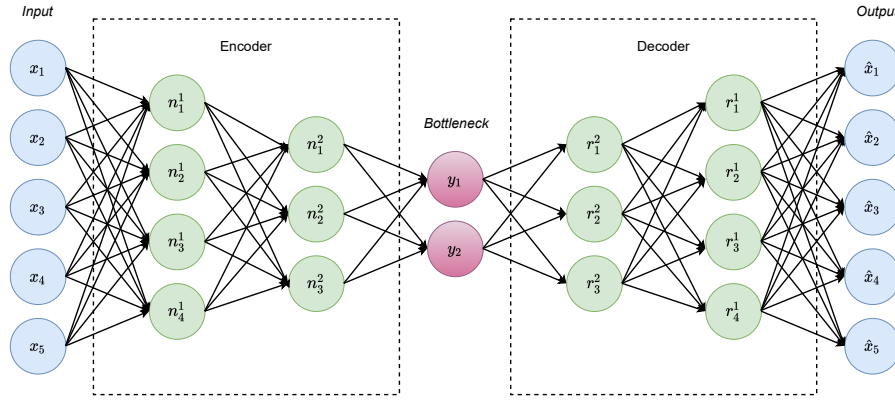 Input
Encoder
Bottleneck
Decoder
Output
x₁
x₂
x₃
x₄
x₅
n₁¹
n₂¹
n₃¹
n₄¹
n₁²
n₂²
n₃²
y₁
y₂
r₁²
r₂²
r₃²
r₁¹
r₂¹
r₃¹
r₄¹
x̂₁
x̂₂
x̂₃
x̂₄
x̂₅